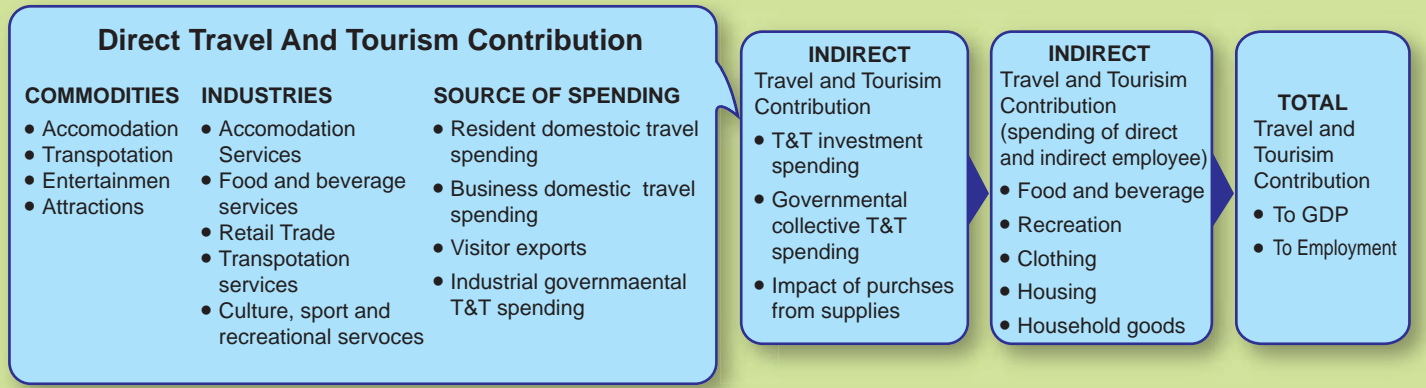 Direct Travel And Tourism Contribution
COMMODITIES
• Accomodation
• Transpotation
• Entertainmen
• Attractions
INDUSTRIES
• Accomodation
Services
• Food and beverage
services
• Retail Trade
• Transpotation
services
• Culture, sport and
recreational servoces
SOURCE OF SPENDING
• Resident domestoic travel
spending
• Business domestic travel
spending
• Visitor exports
• Industrial governmaental
T&T spending
INDIRECT
Travel and Tourisim
Contribution
• T&T investment
spending
• Governmental
collective T&T
spending
• Impact of purchses
from supplies
INDIRECT
Travel and Tourisim
Contribution
(spending of direct
and indirect employee)
• Food and beverage
• Recreation
• Clothing
• Housing
• Household goods
TOTAL
Travel and
Tourisim
Contribution
• To GDP
• To Employment